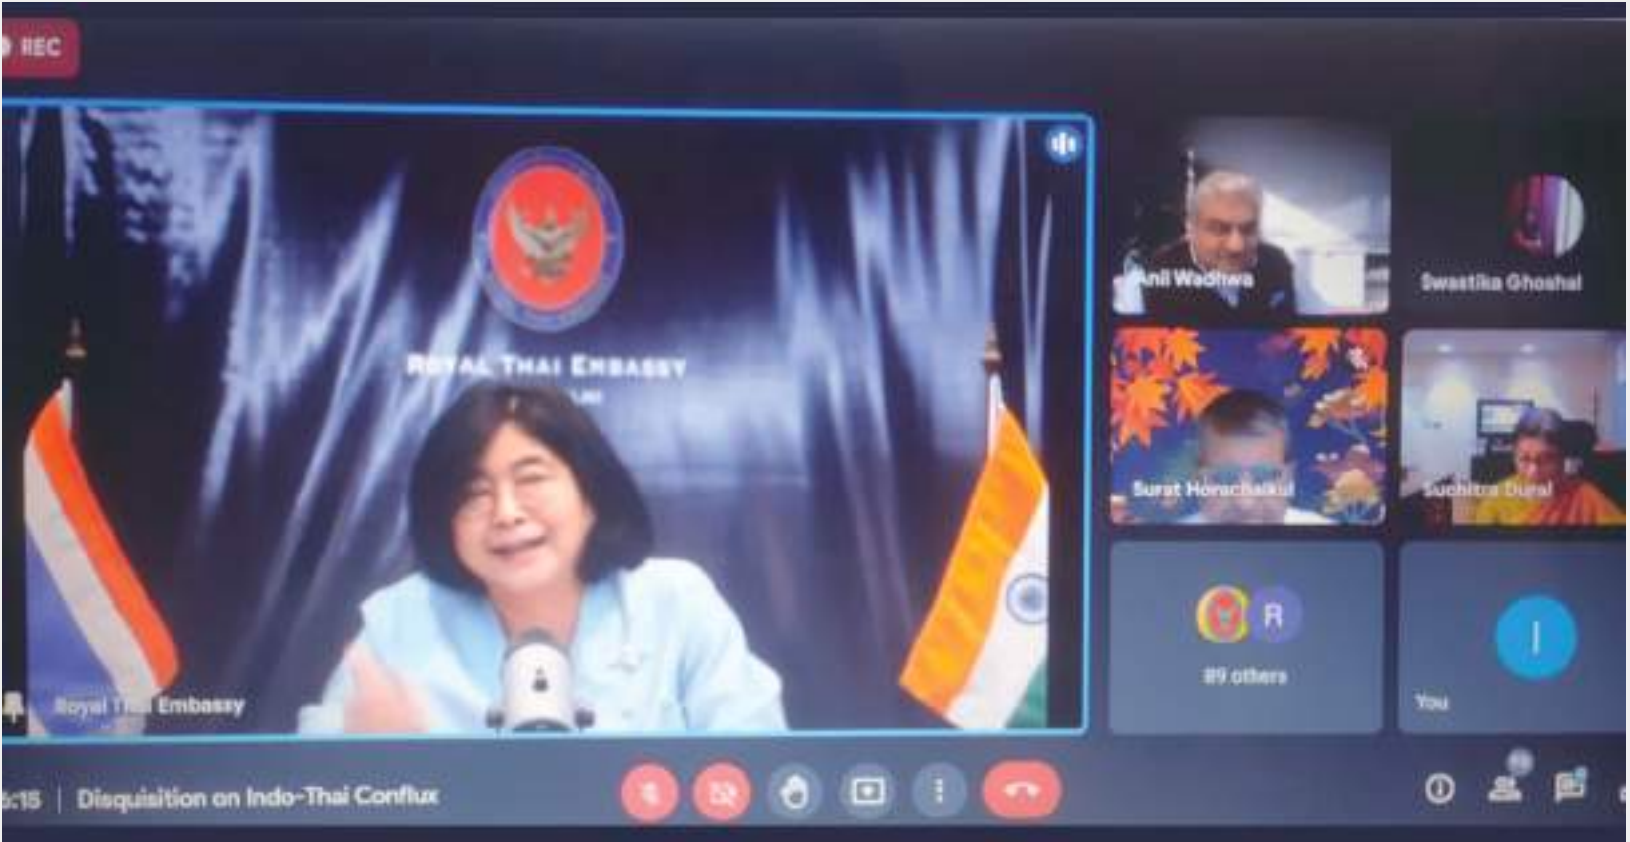 REC
ROYAL THAI EMBASSY
Royal Thai Embassy
Anil Wadhwa
Swastika Ghoshal
Surat Horachaikul
Suchitra Durai
R
89 others
I
You
Disquisition on Indo-Thai Conflux